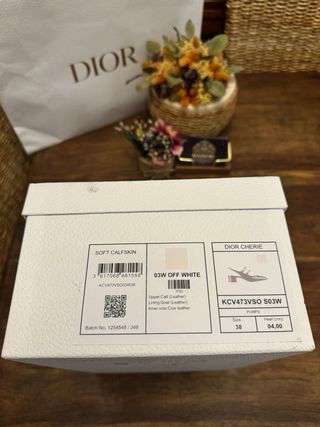 DIOR
SOFT CALFSKIN
KCV473VSOS03W38
Batch No. 1254548 / 348
03W OFF WHITE
Upper:Calf (Leather)
Lining:Goat (Leather)
Inner sole:Cow leather
DIOR CHERIE
KCV473VSO S03W
PUMPS
Size
38
Heel (cm)
04,00